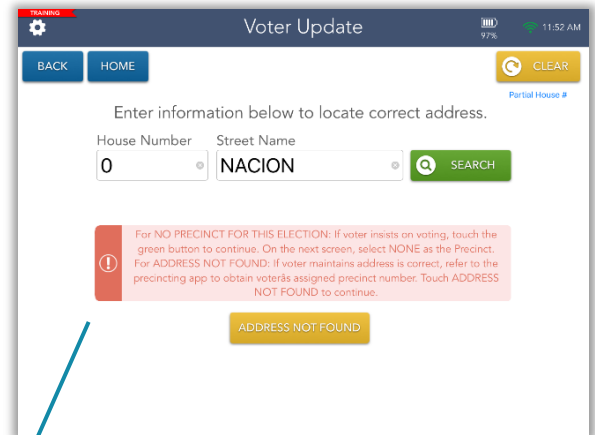 TRAINING
Voter Update
97%
11:52 AM
BACK
HOME
CLEAR
Partial House #
Enter information below to locate correct address.
House Number
Street Name
0
NACION
SEARCH
For NO PRECINCT FOR THIS ELECTION: If voter insists on voting, touch the
green button to continue. On the next screen, select NONE as the Precinct.
For ADDRESS NOT FOUND: If voter maintains address is correct, refer to the
precincting app to obtain voterâs assigned precinct number. Touch ADDRESS
NOT FOUND to continue.
ADDRESS NOT FOUND